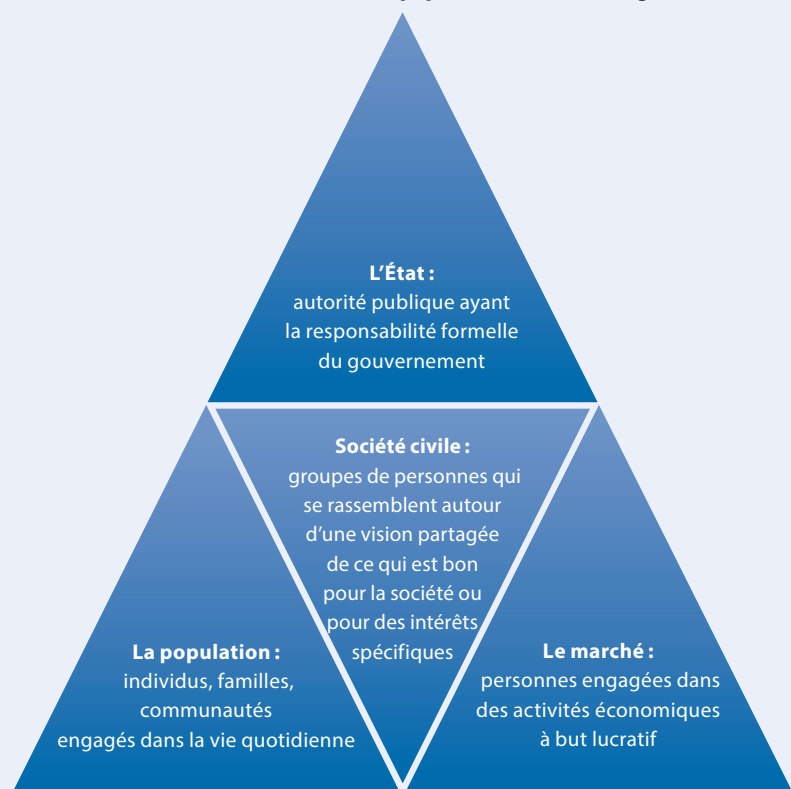 L’État :
autorité publique ayant
la responsabilité formelle
du gouvernement
Société civile :
groupes de personnes qui
se rassemblent autour
d’une vision partagée
de ce qui est bon
pour la société ou
pour des intérêts
spécifiques
La population :
individus, familles,
communautés
engagés dans la vie quotidienne
Le marché :
personnes engagées dans
des activités économiques
à but lucratif